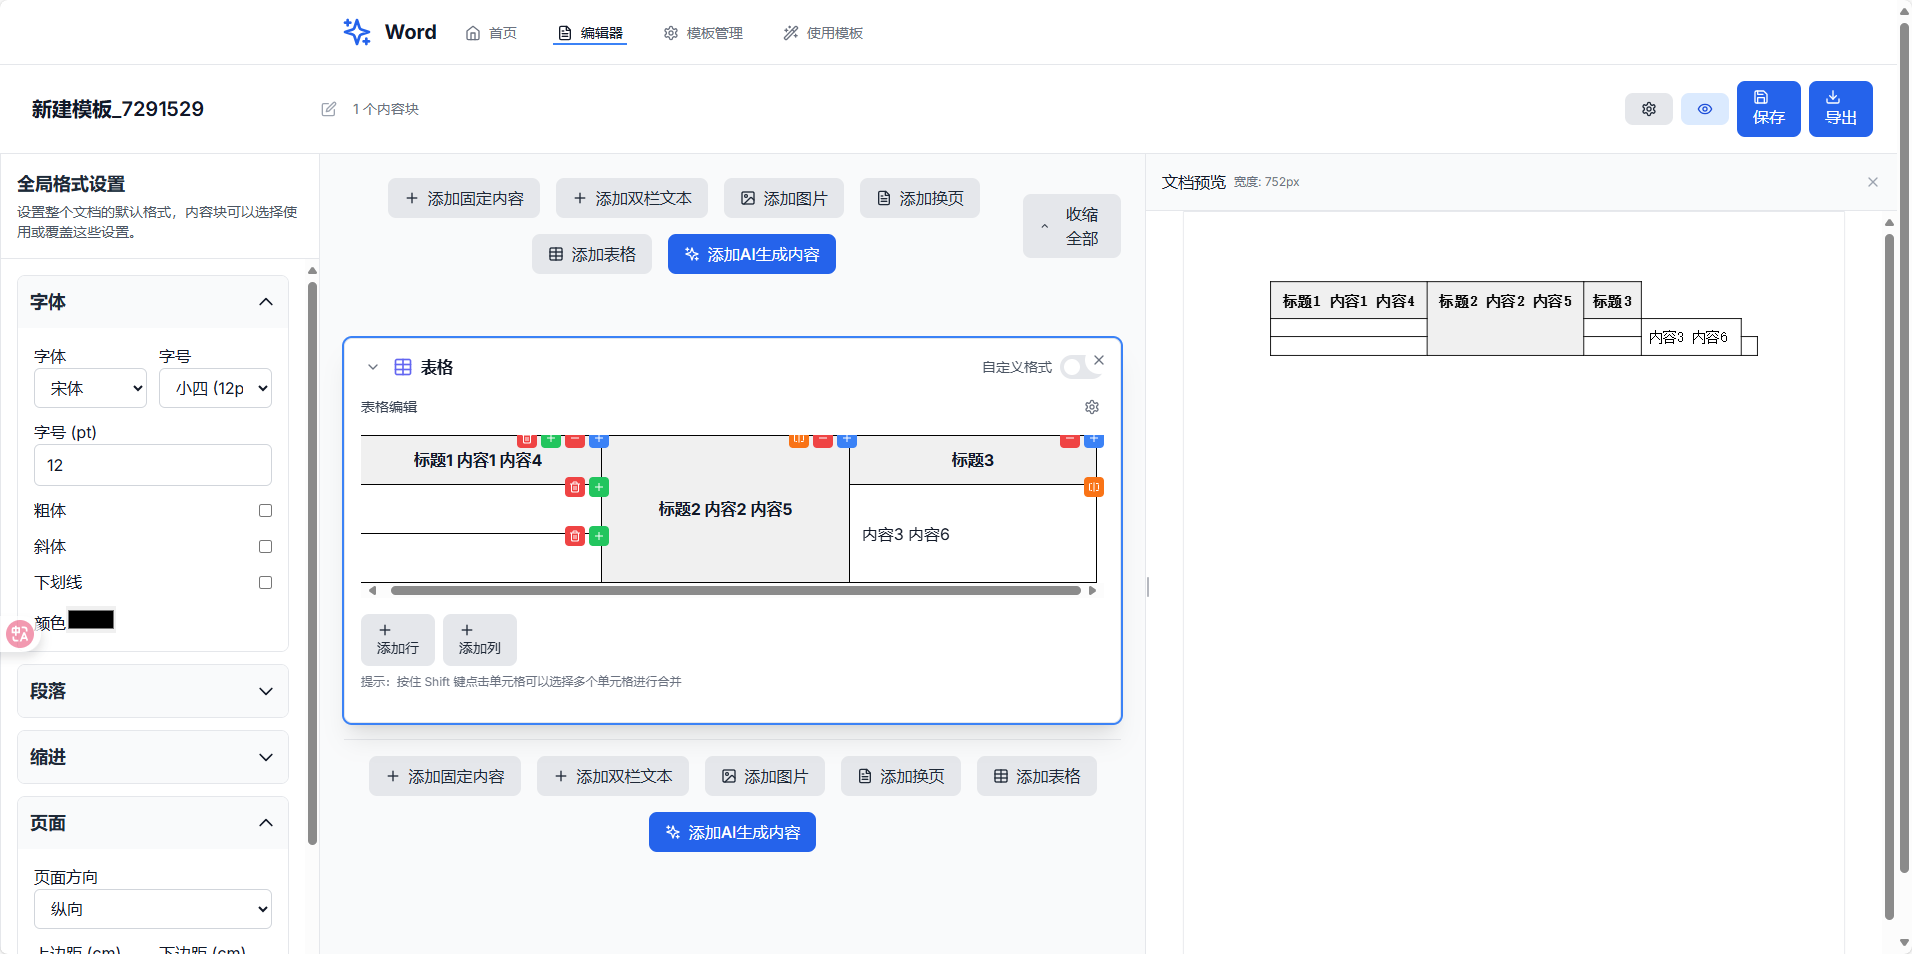 Word
首页
编辑器
模板管理
使用模板
新建模板_7291529
1 个内容块
保存
导出
全局格式设置
设置整个文档的默认格式，内容块可以选择使
用或覆盖这些设置。
字体
字体
字号
宋体
小四 (12p
字号 (pt)
12
粗体
斜体
下划线
颜色
段落
缩进
页面
页面方向
纵向
上边距 (cm)
下边距 (cm)
添加固定内容
添加双栏文本
添加图片
添加换页
添加表格
添加AI生成内容
收缩
全部
表格
自定义格式
表格编辑
标题1 内容1 内容4
标题2 内容2 内容5
标题3
内容3 内容6
添加行
添加列
提示：按住 Shift 键点击单元格可以选择多个单元格进行合并
添加固定内容
添加双栏文本
添加图片
添加换页
添加表格
添加AI生成内容
文档预览 宽度: 752px
标题1 内容1 内容4
标题2 内容2 内容5
标题3
内容3 内容6